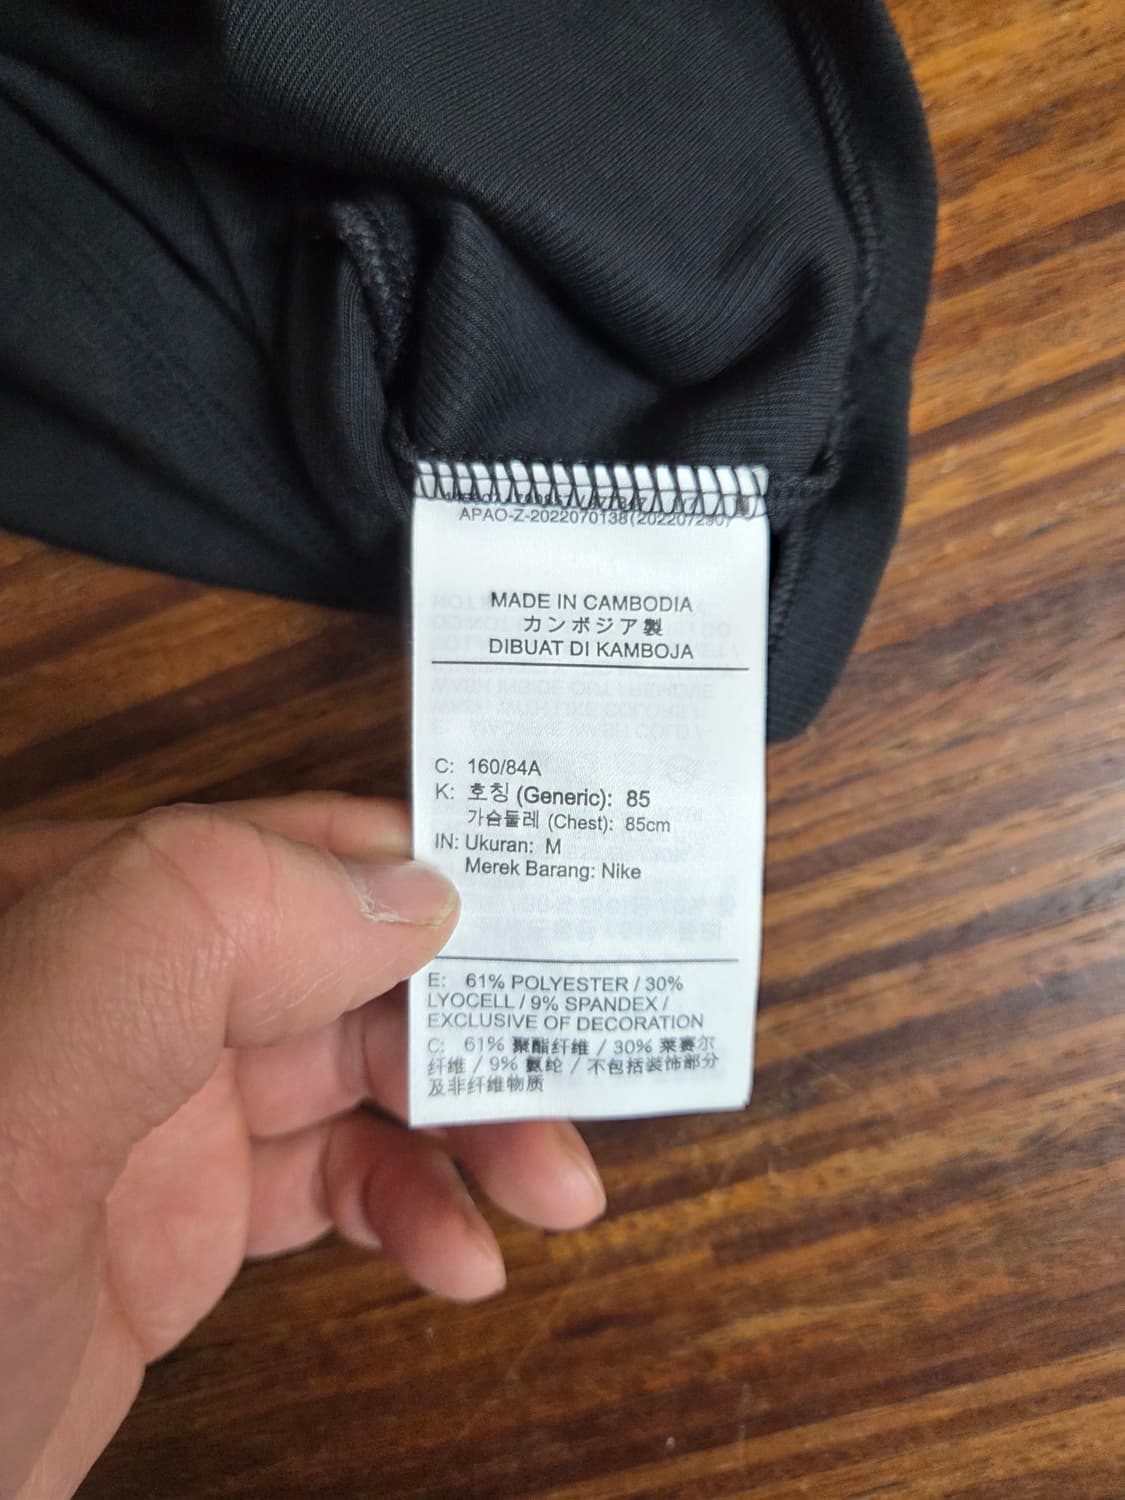 APAO-Z-2022070138(202207290)
MADE IN CAMBODIA
カンボジア製
DIBUAT DI KAMBOJA
C: 160/84A
K: 호칭 (Generic): 85
가슴둘레 (Chest): 85cm
IN: Ukuran: M
Merek Barang: Nike
E: 61% POLYESTER / 30%
LYOCELL / 9% SPANDEX /
EXCLUSIVE OF DECORATION
C: 61% 聚酯纤维 / 30% 莱赛尔
纤维 / 9% 氨纶 / 不包括装饰部分
及非纤维物质